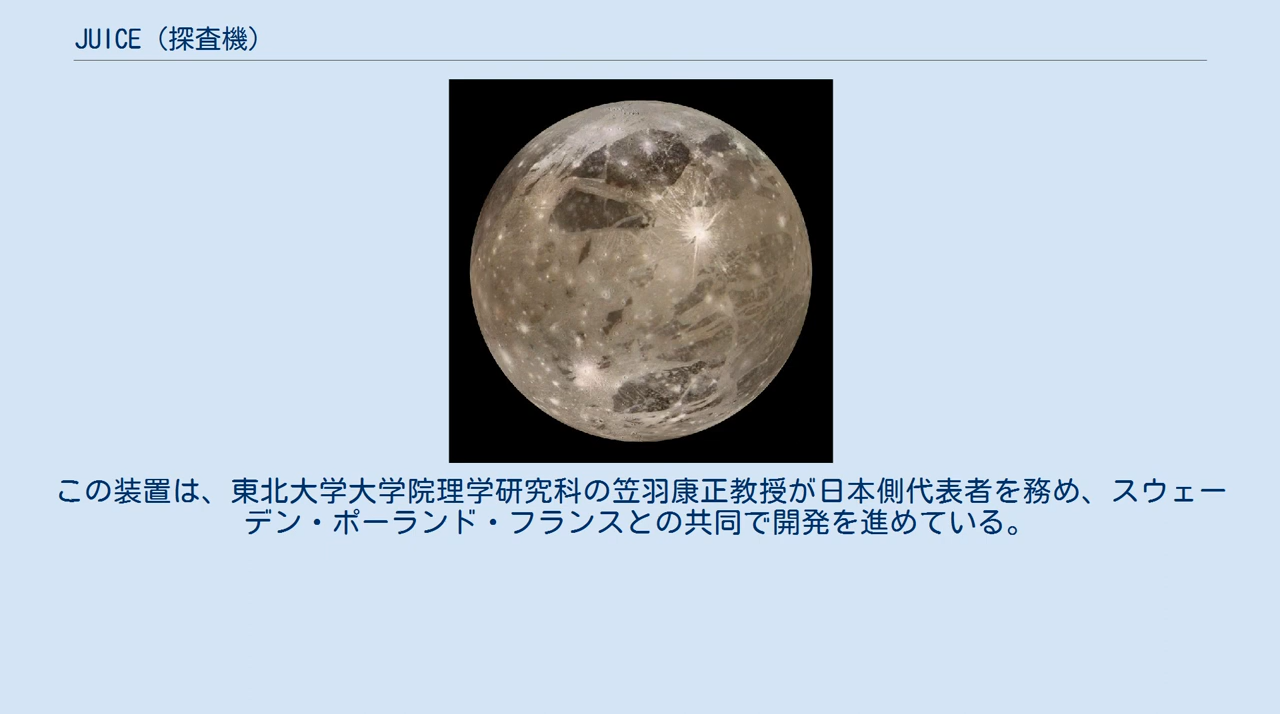 JUICE（探査機）
この装置は、東北大学大学院理学研究科の笠羽康正教授が日本側代表者を務め、スウェー
デン・ポーランド・フランスとの共同で開発を進めている。